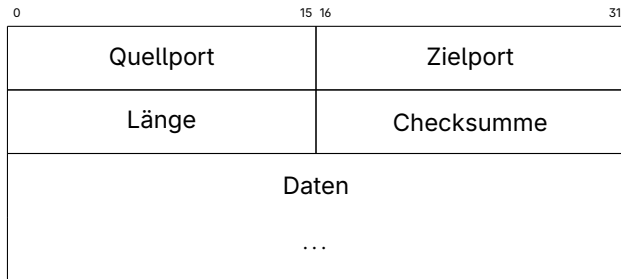 0 15 16 31
Quellport Zielport
Länge Checksumme
Daten
...